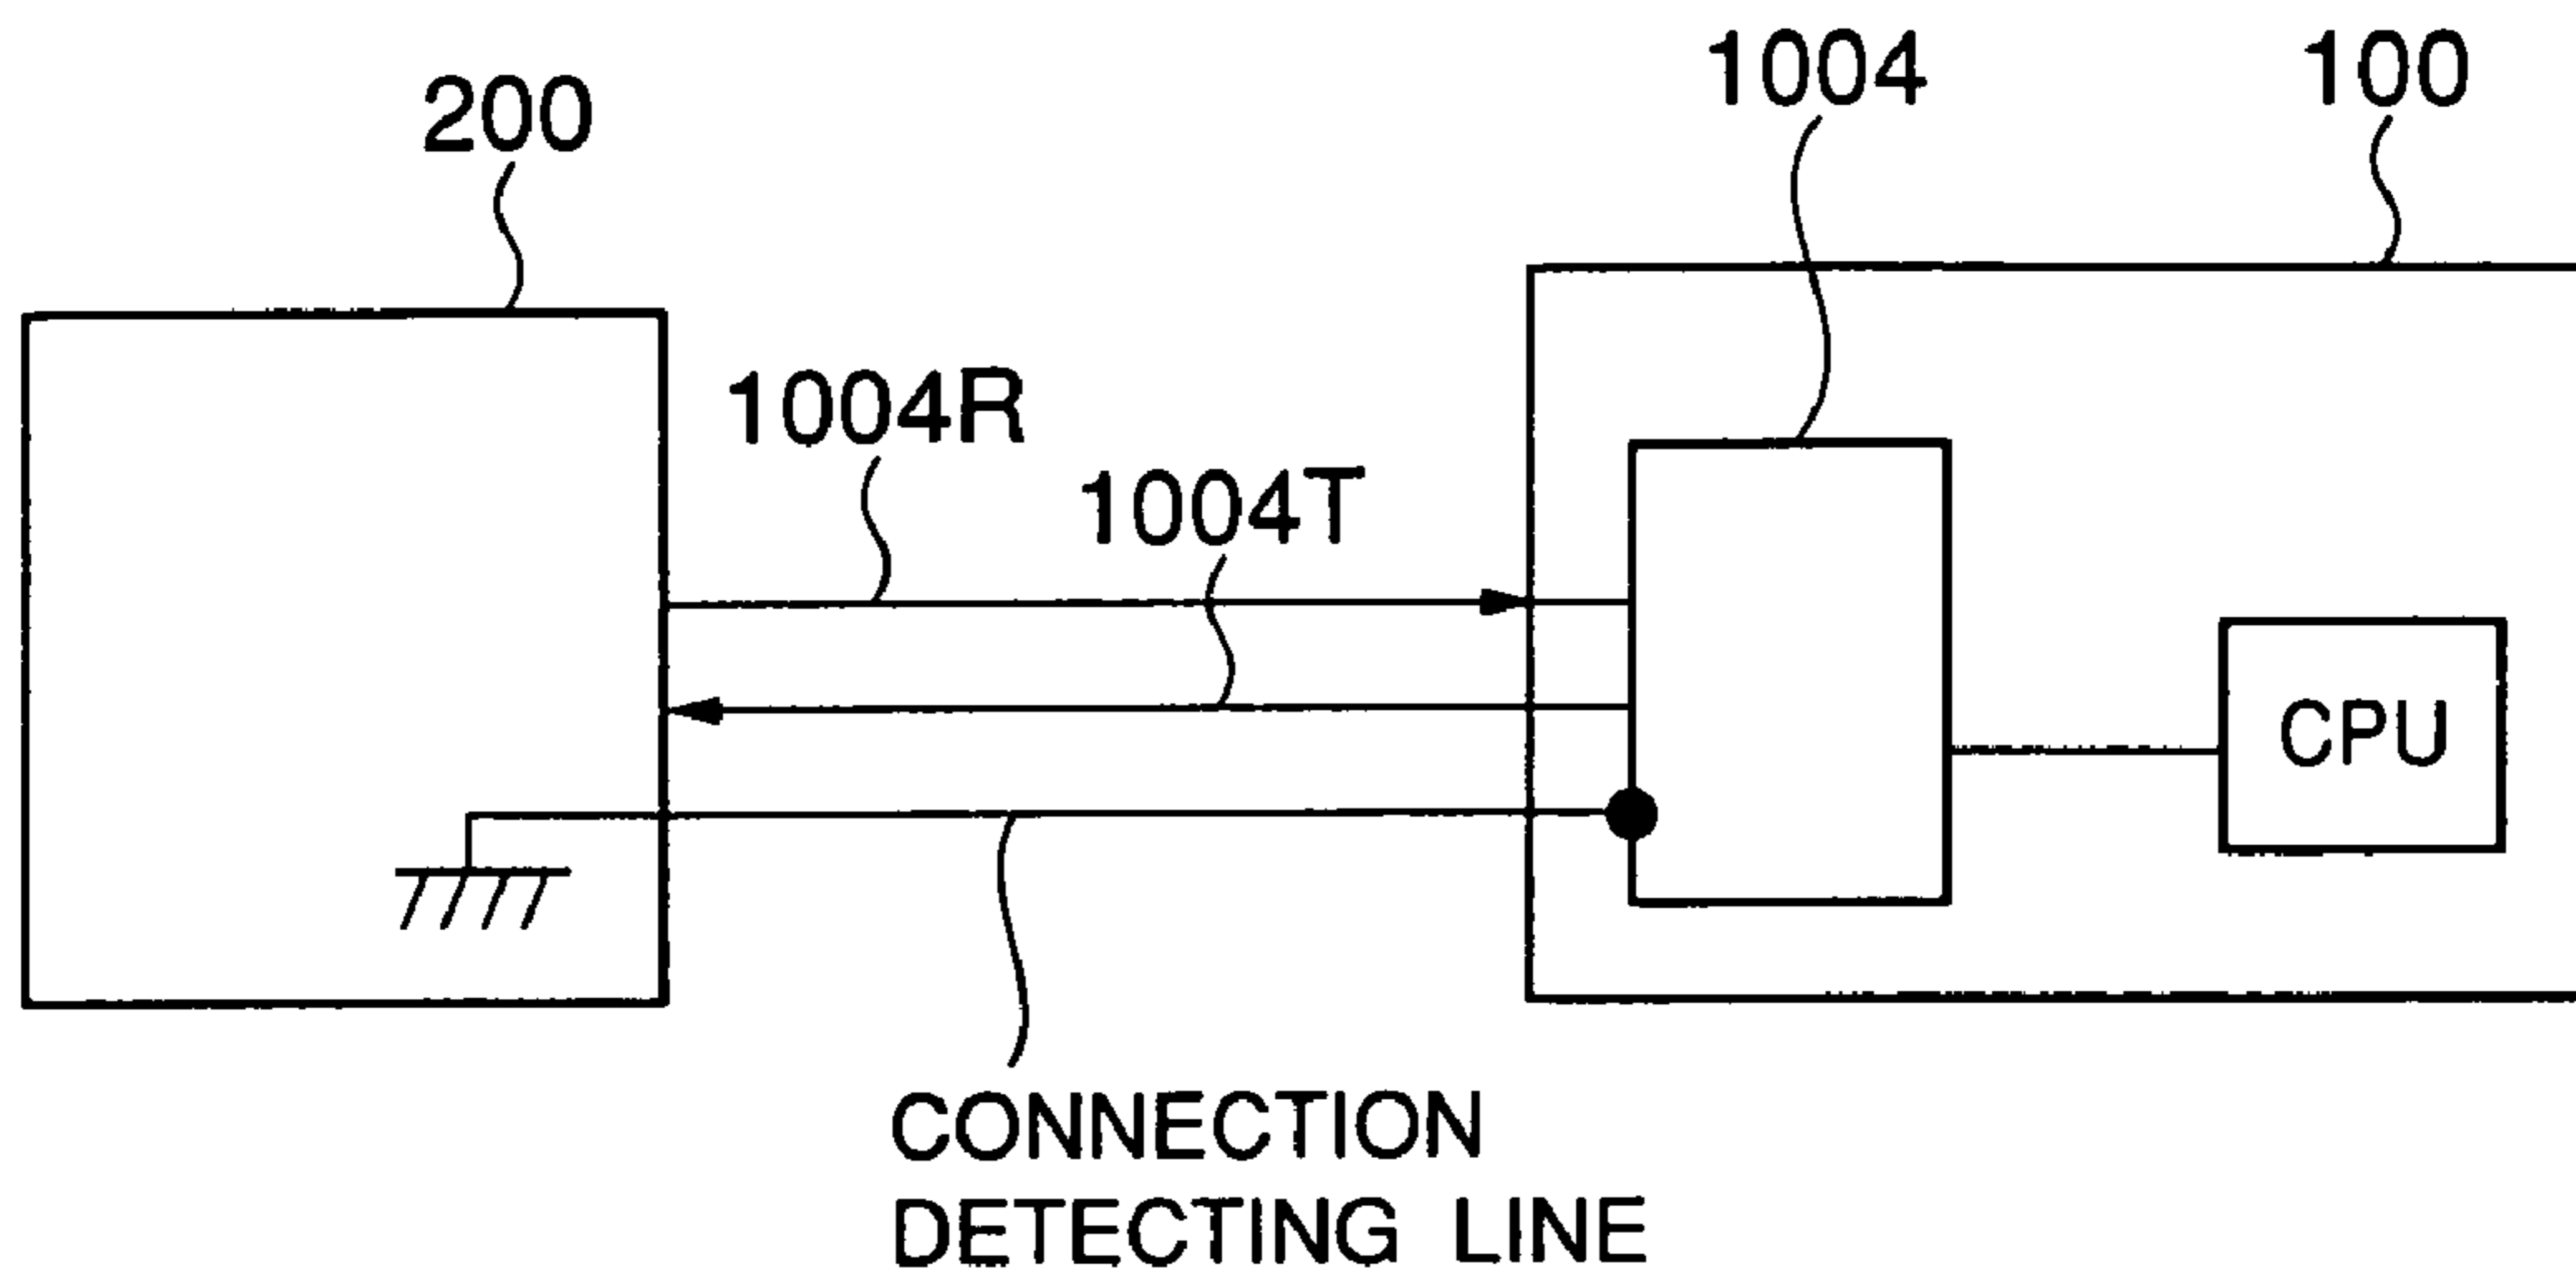 200
1004
100
1004R
1004T
CPU
CONNECTION
DETECTING LINE